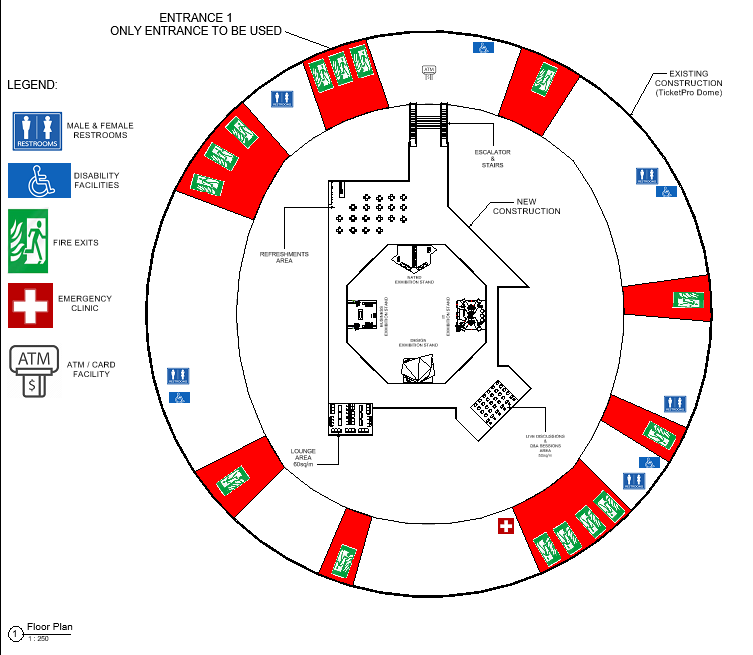 ENTRANCE 1
ONLY ENTRANCE TO BE USED
LEGEND:
RESTROOMS
MALE & FEMALE
RESTROOMS
DISABILITY
FACILITIES
FIRE EXITS
EMERGENCY
CLINIC
ATM
$
ATM / CARD
FACILITY
ATM
RESTROOMS
EXISTING
CONSTRUCTION
(TicketPro Dome)
ESCALATOR
&
STAIRS
RESTROOMS
NEW
CONSTRUCTION
REFRESHMENTS
AREA
EXHIBITION STAND
BUSINESS
EXHIBITION STAND
IT
EXHIBITION STAND
DESIGN
EXHIBITION STAND
RESTROOMS
RESTROOMS
LIVE DISCUSSIONS
&
Q&A SESSIONS
AREA
50sq/m
LOUNGE
AREA
60sq/m
RESTROOMS
1
Floor Plan
1 : 250